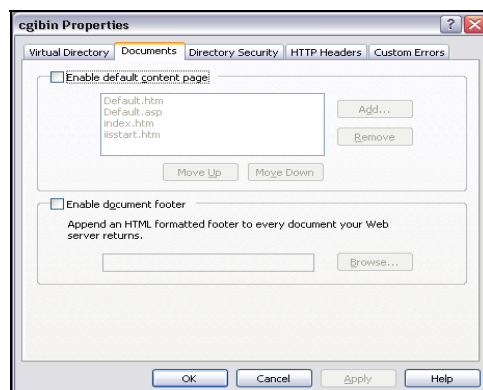 cgibin Properties
Virtual Directory Documents Directory Security HTTP Headers Custom Errors
Enable default content page
Default.htm
Default.asp
index.htm
iisstart.htm
Add...
Remove
Move Up Move Down
Enable document footer
Append an HTML formatted footer to every document your Web
server returns.
Browse...
OK Cancel Apply Help